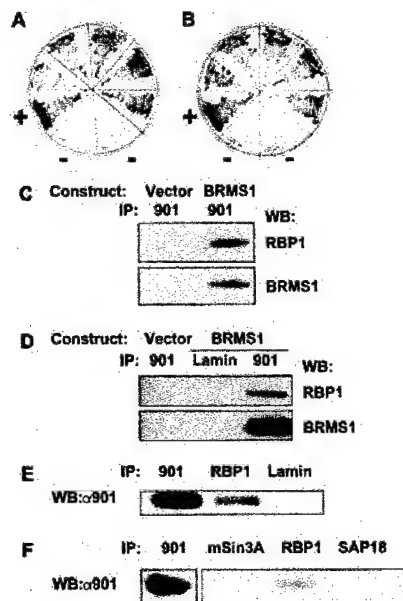 A B
+ +
- - - -
C Construct: Vector BRMS1
IP: 901 901 WB:
RBP1
BRMS1
D Construct: Vector BRMS1
IP: 901 Lamin 901 WB:
RBP1
BRMS1
E IP: 901 RBP1 Lamin
WB:α901
F IP: 901 mSin3A RBP1 SAP18
WB:α901